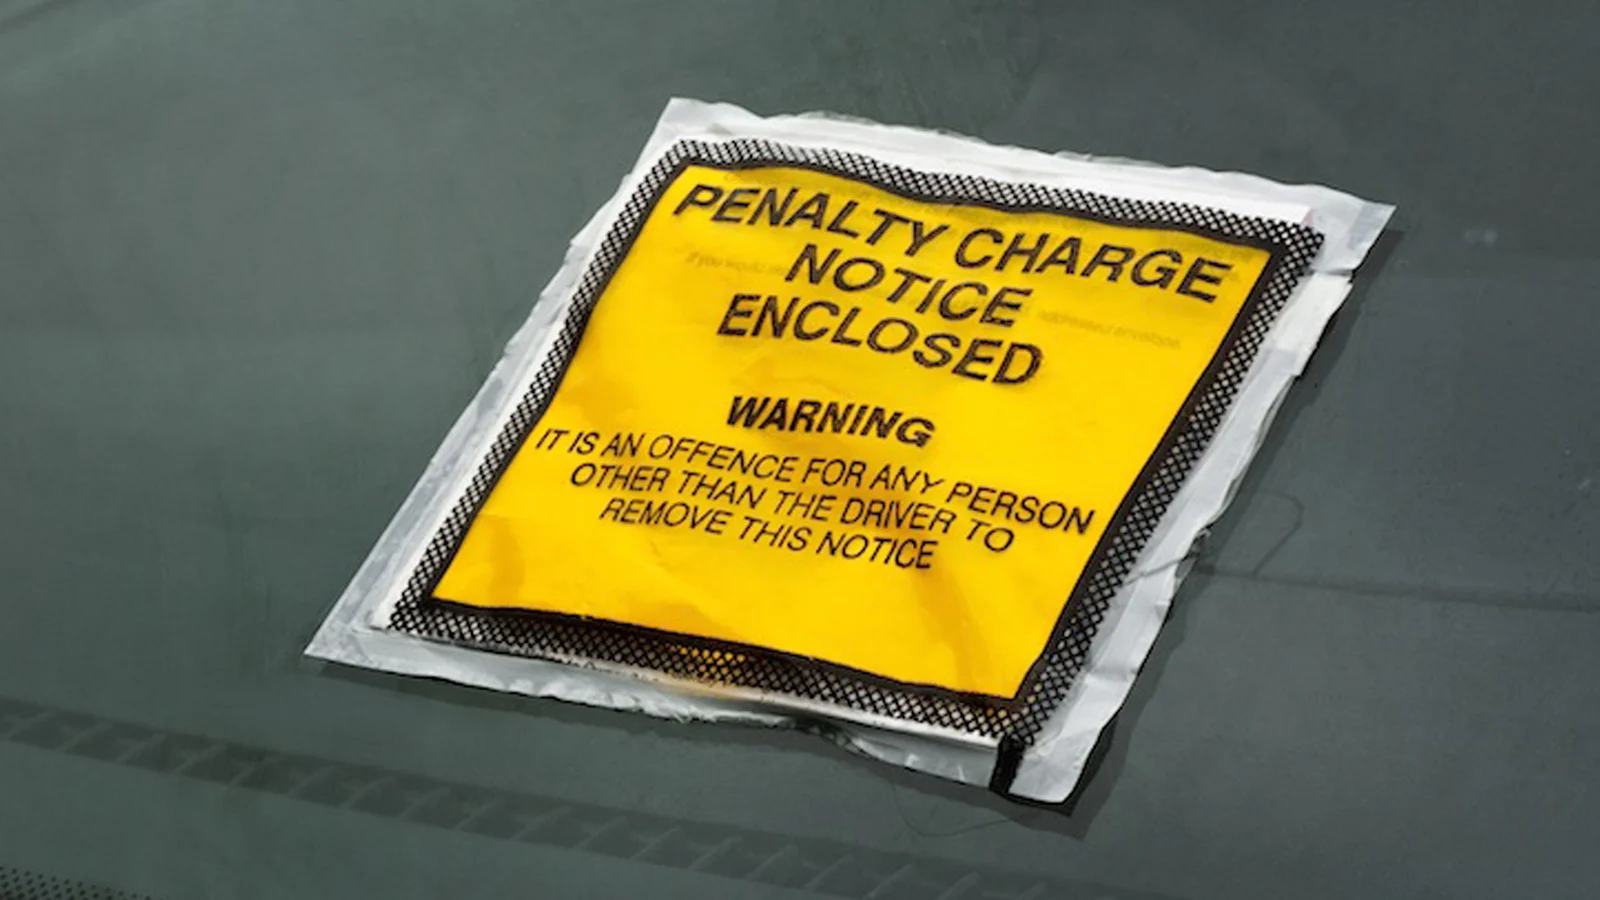 PENALTY CHARGE
NOTICE
ENCLOSED
WARNING
IT IS AN OFFENCE FOR ANY PERSON
OTHER THAN THE DRIVER TO
REMOVE THIS NOTICE